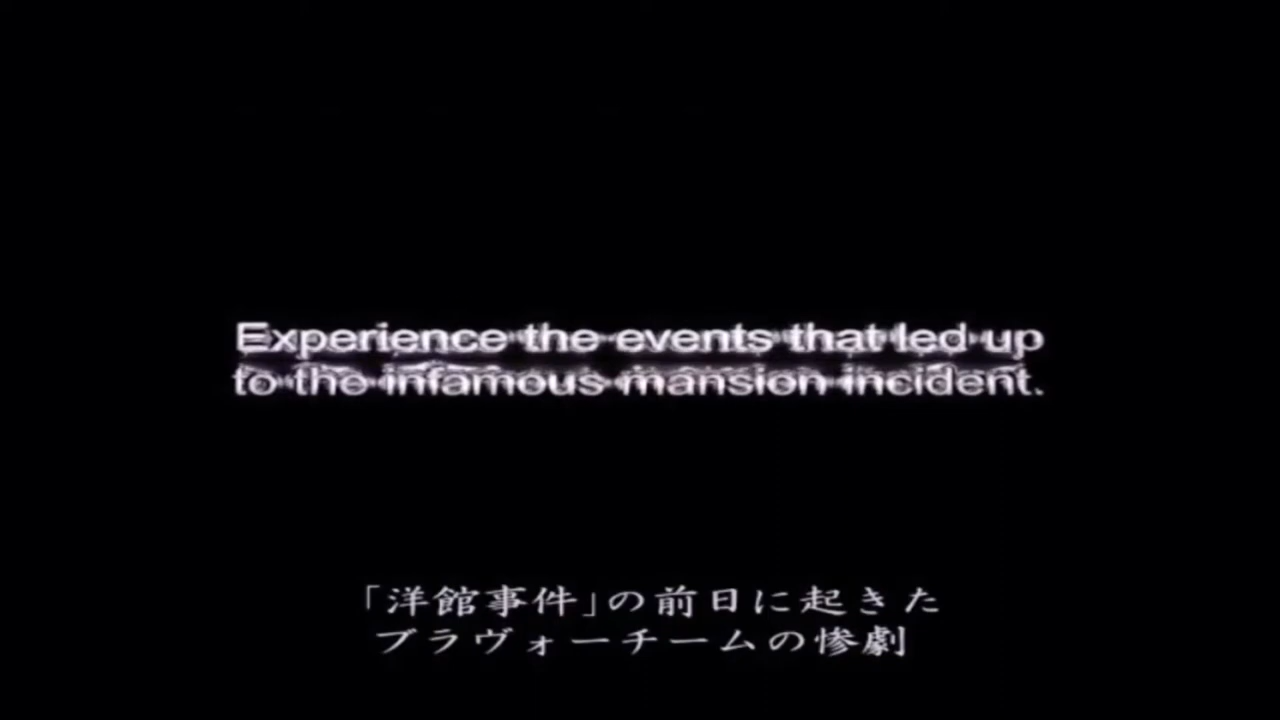 Experience the events that led up
to the infamous mansion incident.
「洋館事件」の前日に起きた
ブラヴォーチームの惨劇